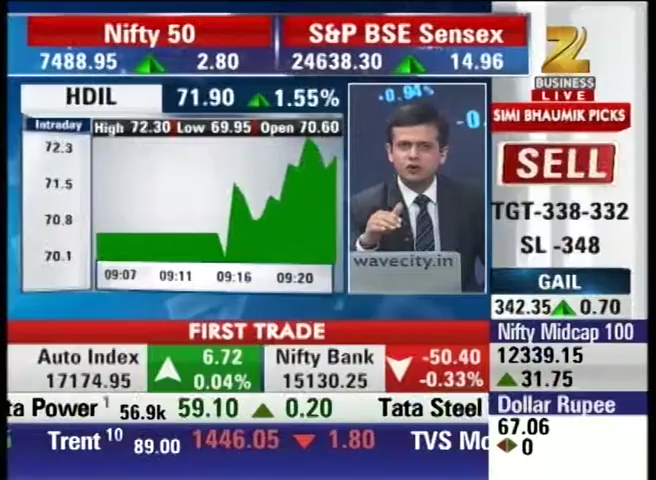 Nifty 50
7488.95 2.80
S&P BSE Sensex
24638.30 14.96
Z
BUSINESS
LIVE
HDIL 71.90 1.55%
Intraday High 72.30 Low 69.95 Open 70.60
72.3
71.5
70.8
70.1
09:07 09:11 09:16 09:20
-0.94%
-0.
wavecity.in
SIMI BHAUMIK PICKS
SELL
TGT-338-332
SL -348
GAIL
342.35 0.70
FIRST TRADE
Auto Index 6.72
17174.95 0.04%
Nifty Bank -50.40
15130.25 -0.33%
Nifty Midcap 100
12339.15
31.75
ta Power 1 56.9k 59.10 0.20 Tata Steel
Trent 10 89.00 1446.05 1.80 TVS Mo
Dollar Rupee
67.06
0